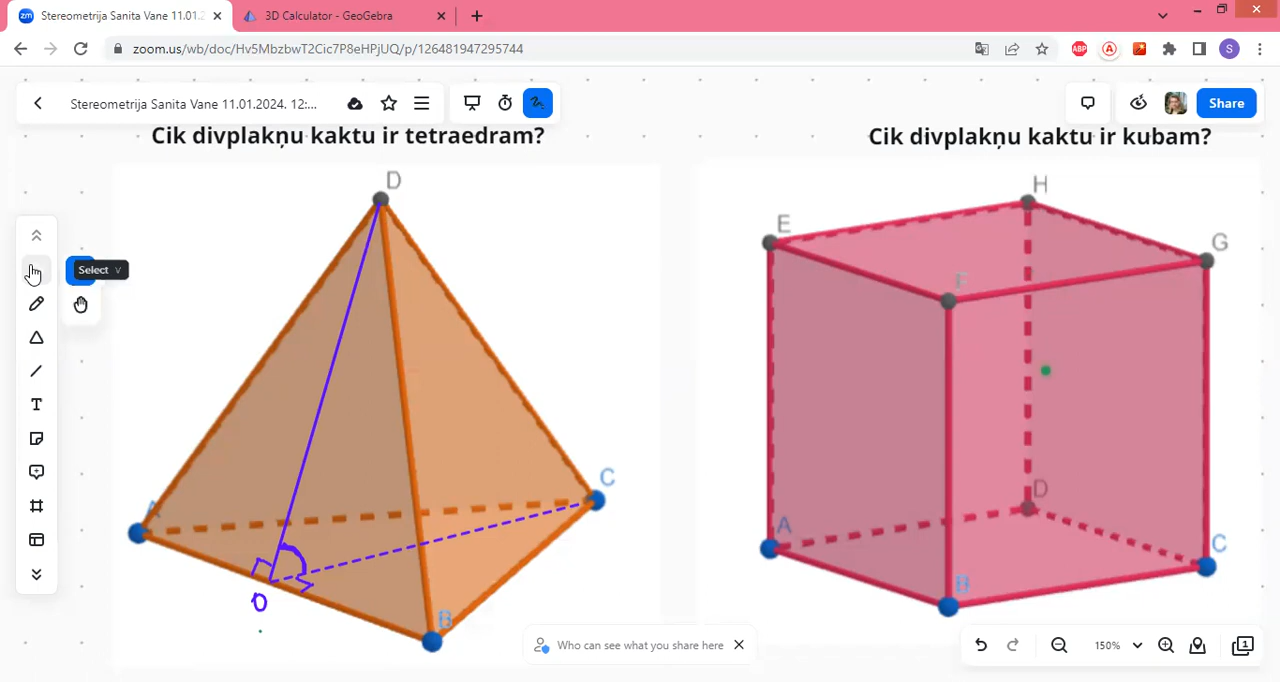 Stereometrija Sanita Vane 11.01.2
3D Calculator - GeoGebra
zoom.us/wb/doc/Hv5MbzbwT2Cic7P8eHPjUQ/p/126481947295744
ABP
A
S
Stereometrija Sanita Vane 11.01.2024. 12:...
Share
Cik divplakņu kaktu ir tetraedram?
Cik divplakņu kaktu ir kubam?
D
A
B
C
O
H
E
G
F
D
A
C
B
Select V
T
Who can see what you share here
150%
1